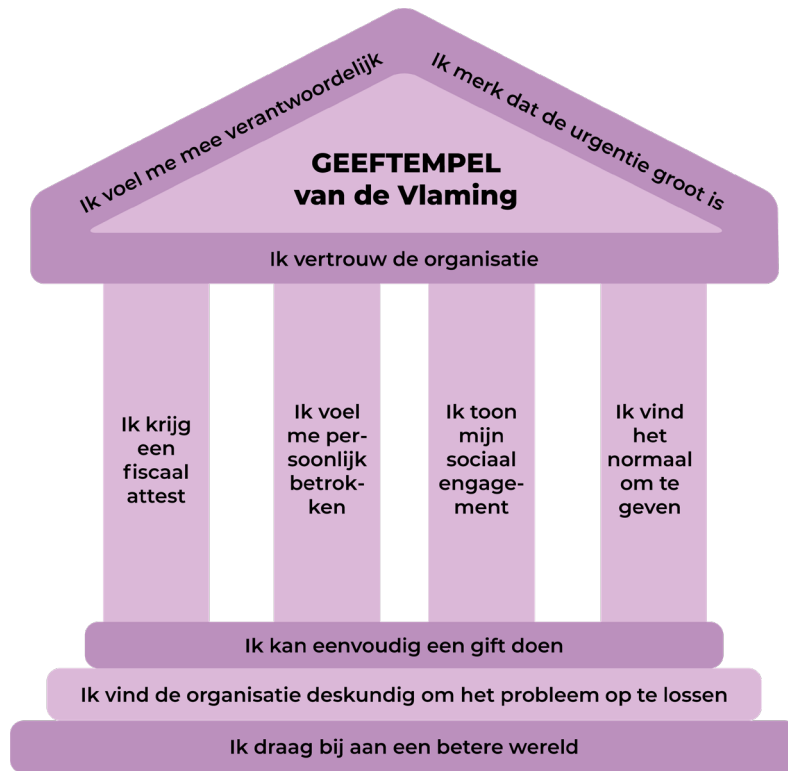 Ik voel me mee verantwoordelijk
Ik merk dat de urgentie groot is
GEEFTEMPEL
van de Vlaming
Ik vertrouw de organisatie
Ik krijg
een
fiscaal
attest
Ik voel
me per-
soonlijk
betrok-
ken
Ik toon
mijn
sociaal
engage-
ment
Ik vind
het
normaal
om te
geven
Ik kan eenvoudig een gift doen
Ik vind de organisatie deskundig om het probleem op te lossen
Ik draag bij aan een betere wereld